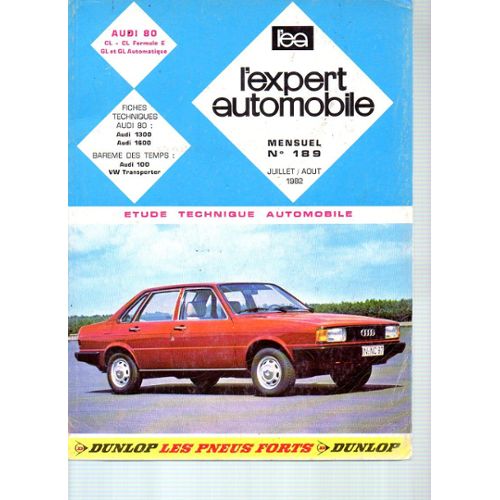 AUDI 80
CL - CL Formule E
GL et GL Automatique
l'ea
l'expert
automobile
FICHES
TECHNIQUES
AUDI 80 :
Audi 1300
Audi 1600
BAREME DES TEMPS :
Audi 100
VW Transporter
MENSUEL
N° 189
JUILLET / AOUT
1982
ETUDE TECHNIQUE AUTOMOBILE
DUNLOP LES PNEUS FORTS DUNLOP